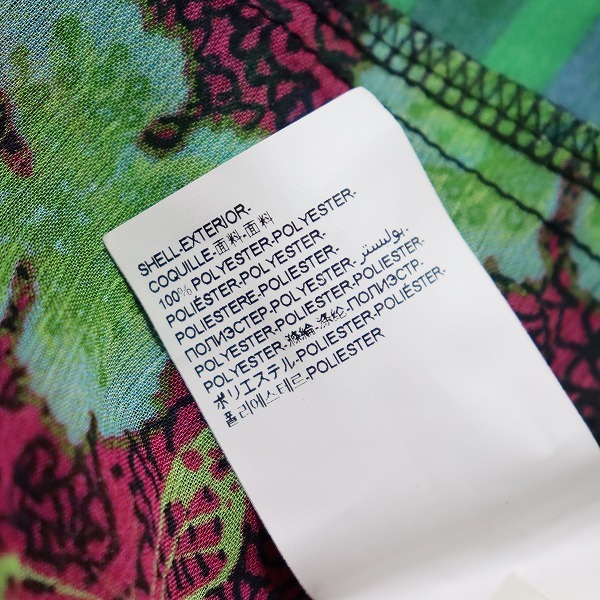 SHELL-EXTERIOR-
COQUILLE-面料-面料
100% POLYESTER-POLYESTER-
POLIÉSTER-POLYESTER-
POLIESTERE-POLIESTER-بوليستر-
ПОЛИЭСТЕР-POLYESTER-POLYESTER-
POLYESTER-POLIESTER-POLIESTER-
POLYESTER-滌綸-涤纶-ПОЛИЭСТР-
ポリエステル-POLIESTER-POLIÉSTER-
폴리에스테르-POLIESTER